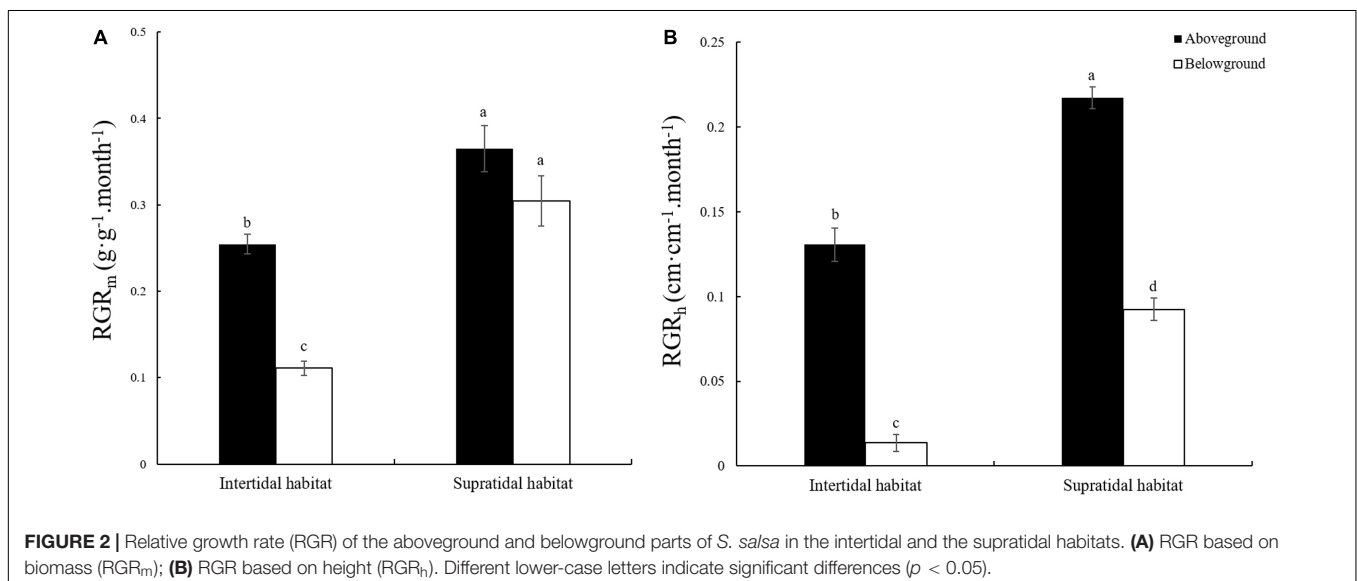 A
0.5
0.4
0.3
0.2
0.1
0
RGRm (g·g-1.month-1)
b
c
a
a
Intertidal habitat
Supratidal habitat
B
0.25
0.2
0.15
0.1
0.05
0
RGRh (cm·cm-1.month-1)
Aboveground
Belowground
b
c
a
d
Intertidal habitat
Supratidal habitat
FIGURE 2 | Relative growth rate (RGR) of the aboveground and belowground parts of S. salsa in the intertidal and the supratidal habitats. (A) RGR based on
biomass (RGRm); (B) RGR based on height (RGRh). Different lower-case letters indicate significant differences (p < 0.05).